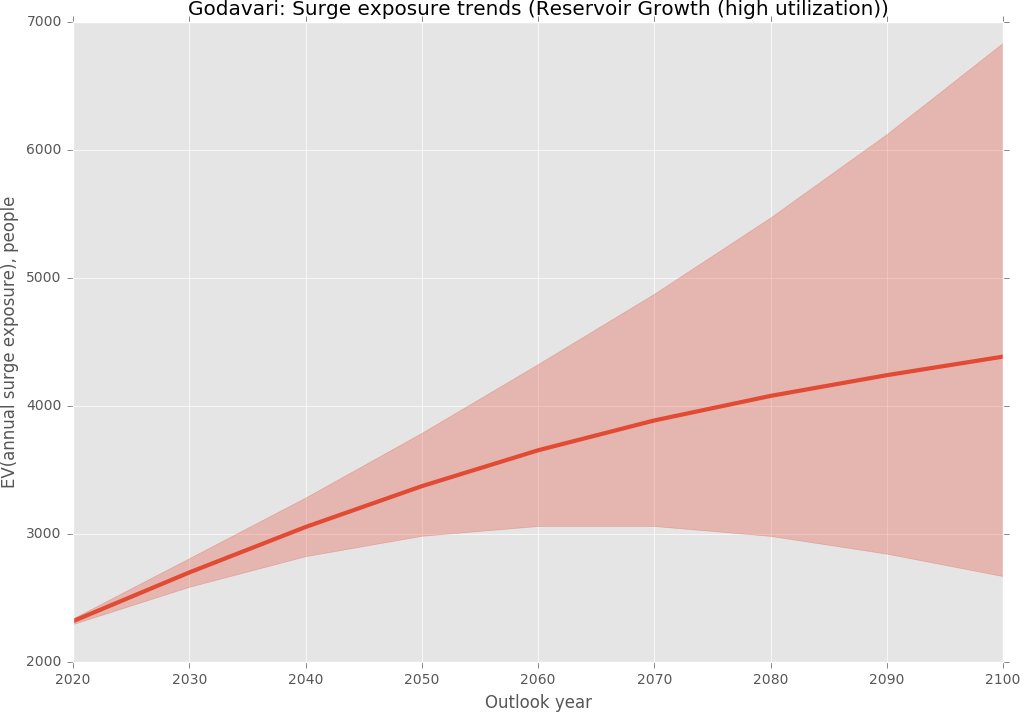 Godavari: Surge exposure trends (Reservoir Growth (high utilization))
7000
6000
5000
4000
3000
2000
EV(annual surge exposure), people
2020 2030 2040 2050 2060 2070 2080 2090 2100
Outlook year